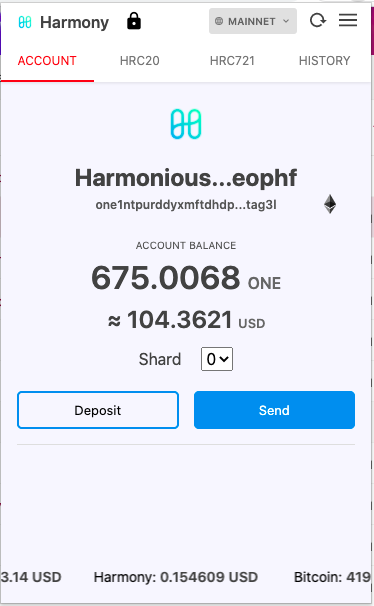 Harmony MAINNET
ACCOUNT HRC20 HRC721 HISTORY
Harmonious...eophf
one1ntpurddyxmftdhdp...tag3l
ACCOUNT BALANCE
675.0068 ONE
≈ 104.3621 USD
Shard 0
Deposit Send
3.14 USD Harmony: 0.154609 USD Bitcoin: 419